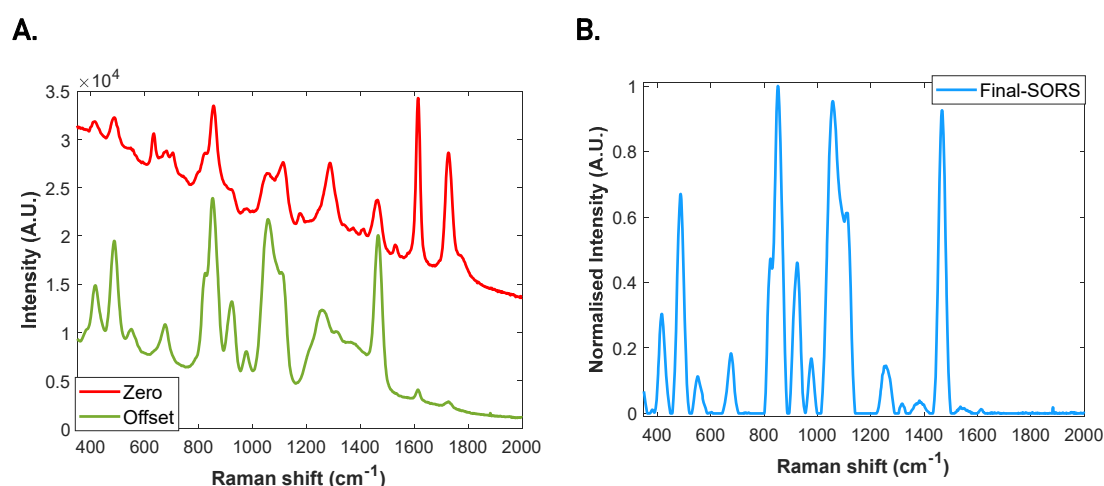 A.
B.
×10⁴
3.5
3
2.5
2
1.5
1
0.5
0
Intensity (A.U.)
Zero
Offset
400 600 800 1000 1200 1400 1600 1800 2000
Raman shift (cm⁻¹)
1
0.8
0.6
0.4
0.2
0
Normalised Intensity (A.U.)
Final-SORS
400 600 800 1000 1200 1400 1600 1800 2000
Raman shift (cm⁻¹)